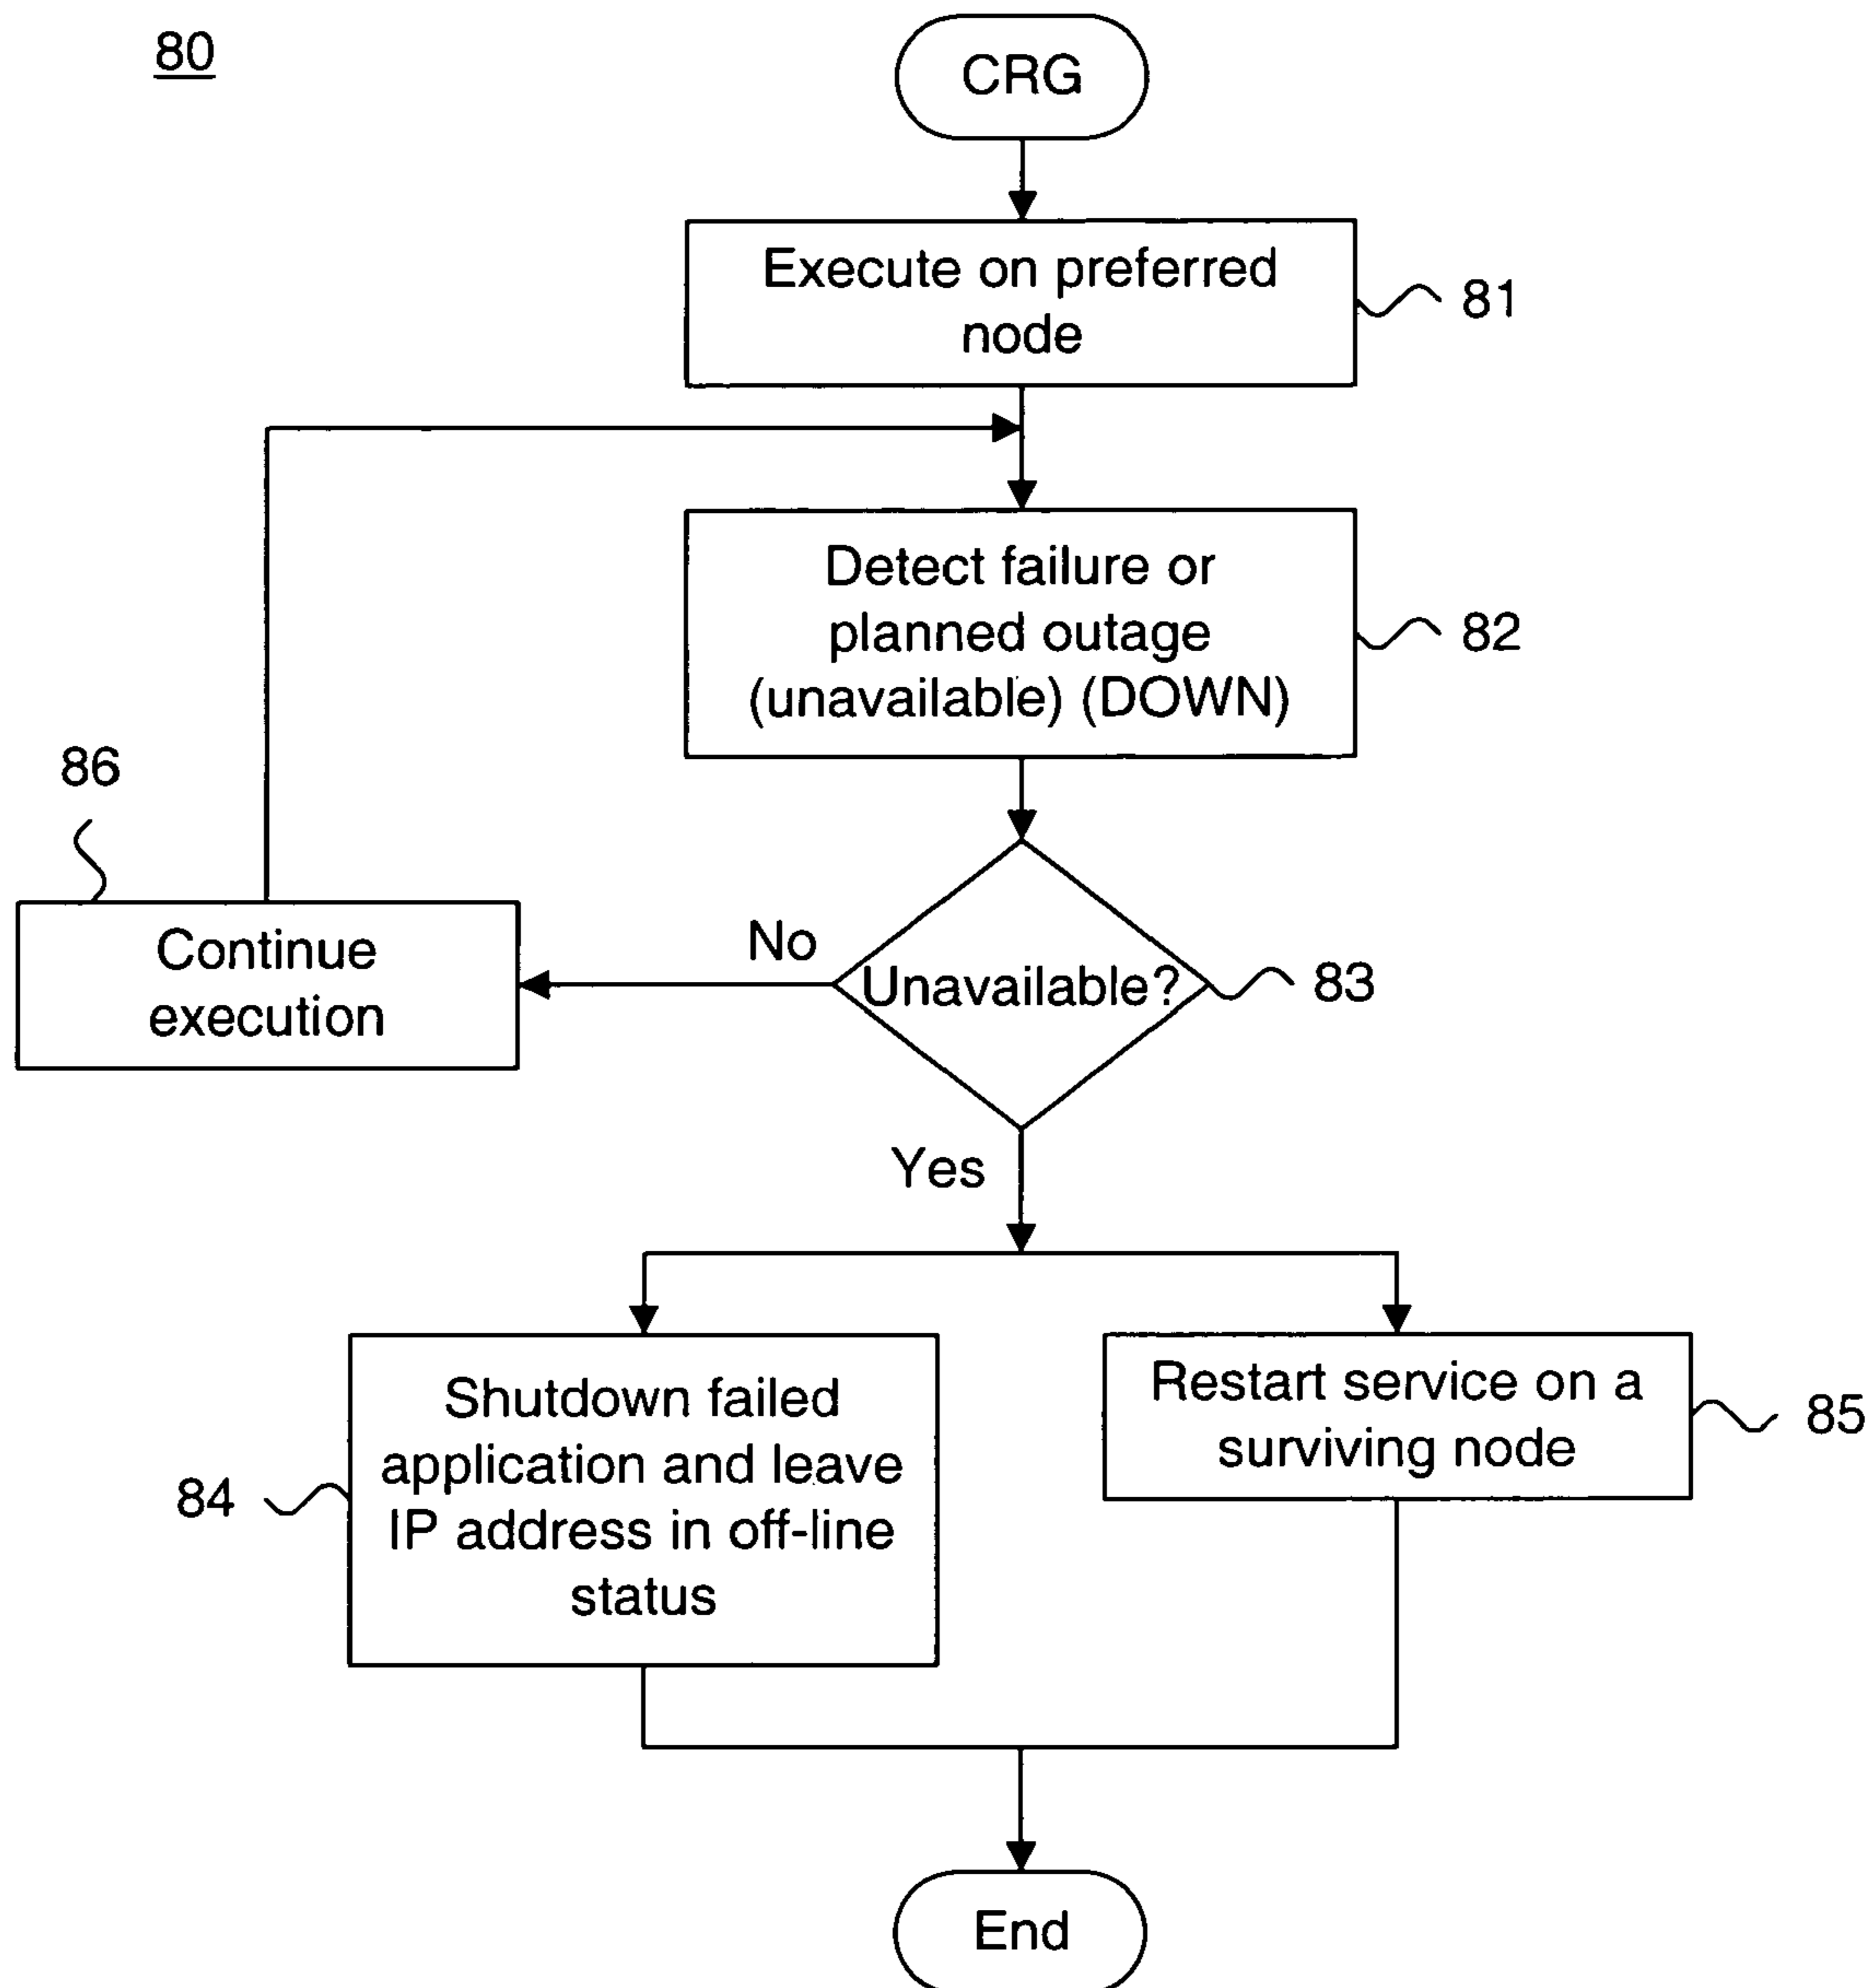 80
CRG
Execute on preferred
node
81
Detect failure or
planned outage
(unavailable) (DOWN)
82
86
Continue
execution
No
Unavailable?
83
Yes
Shutdown failed
application and leave
IP address in off-line
status
84
Restart service on a
surviving node
85
End